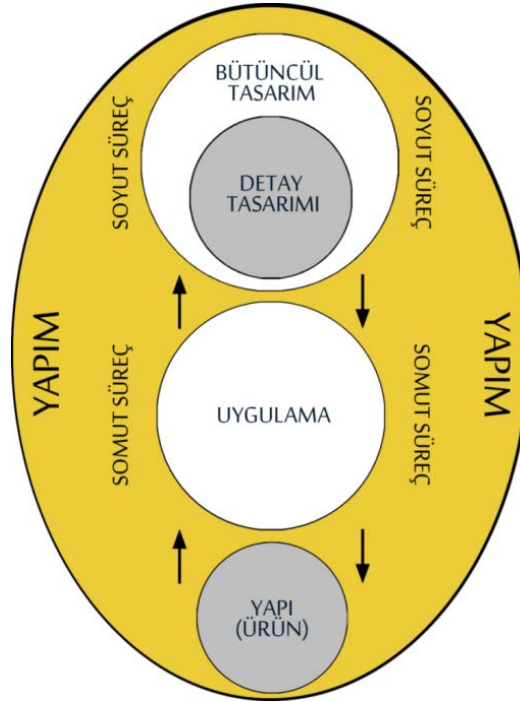 BÜTÜNCÜL
TASARIM
SOYUT SÜREÇ
SOYUT SÜREÇ
DETAY
TASARIMI
YAPIM
YAPIM
SOMUT SÜREÇ
SOMUT SÜREÇ
UYGULAMA
YAPI
(ÜRÜN)